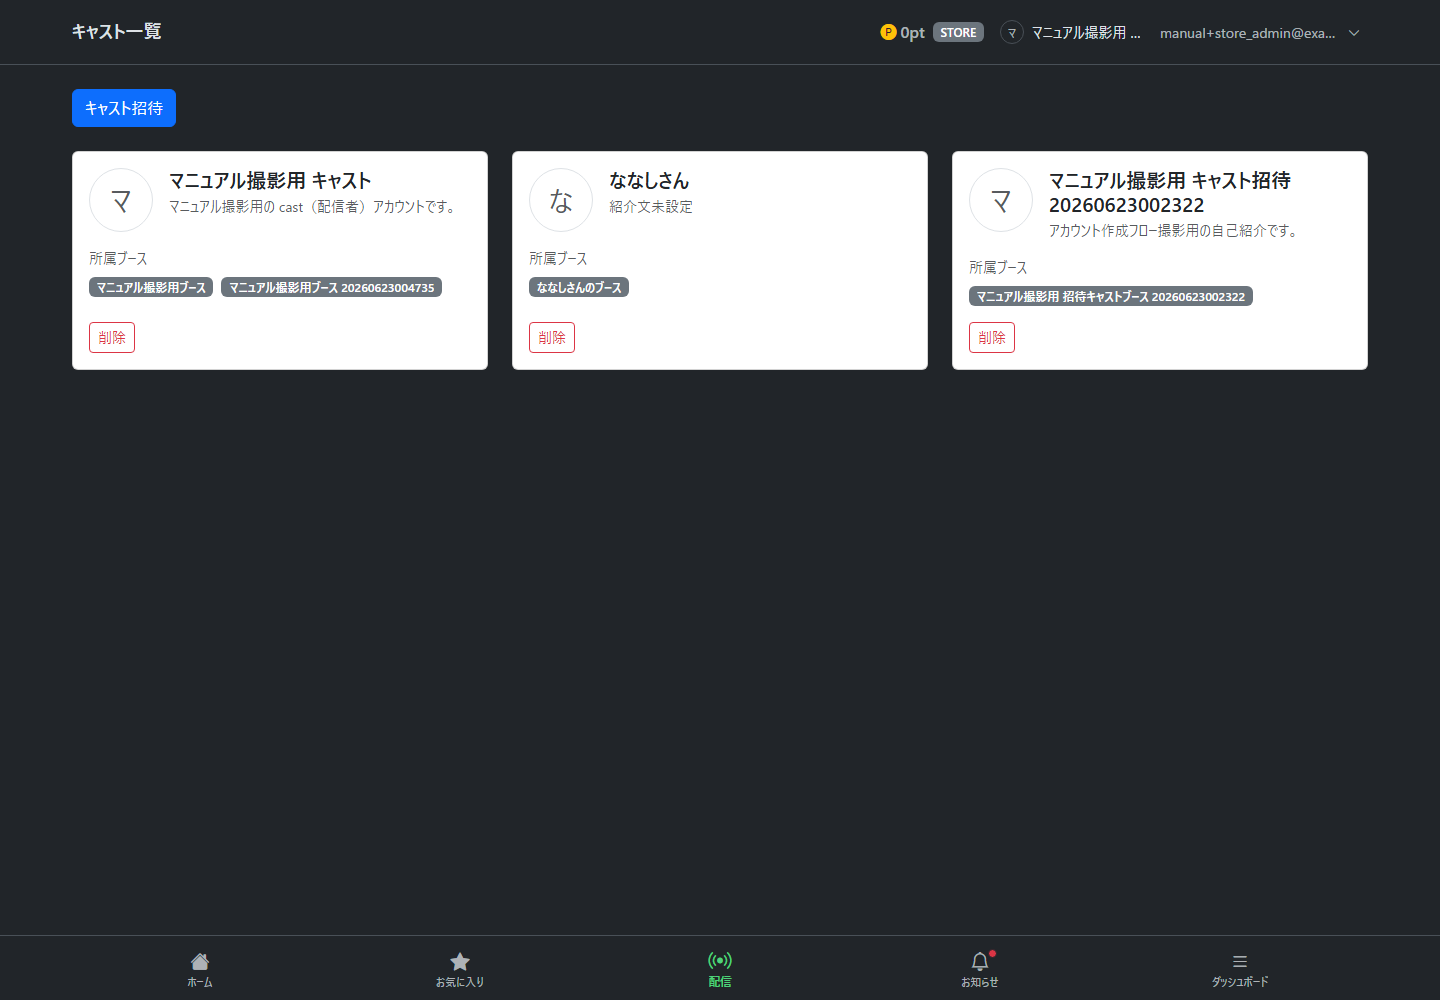 キャスト一覧
P 0pt STORE マ マニュアル撮影用 ... manual+store_admin@exa...
キャスト招待
マ
マニュアル撮影用 キャスト
マニュアル撮影用の cast（配信者）アカウントです。
所属ブース
マニュアル撮影用ブース マニュアル撮影用ブース 20260623004735
削除
な
ななしさん
紹介文未設定
所属ブース
ななしさんのブース
削除
マ
マニュアル撮影用 キャスト招待
20260623002322
アカウント作成フロー撮影用の自己紹介です。
所属ブース
マニュアル撮影用 招待キャストブース 20260623002322
削除
ホーム
お気に入り
配信
お知らせ
ダッシュボード